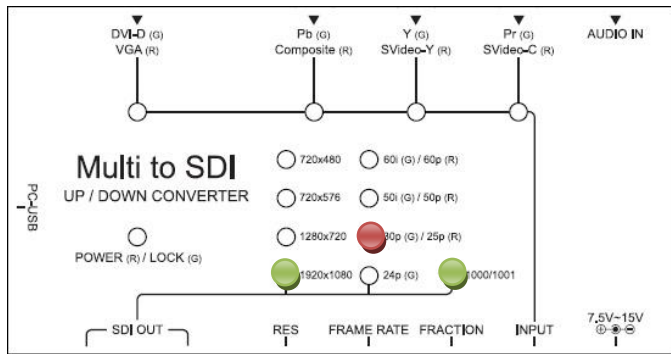 DVI-D (G)
VGA (R)
Pb (G)
Composite (R)
Y (G)
SVideo-Y (R)
Pr (G)
SVideo-C (R)
AUDIO IN
Multi to SDI
UP / DOWN CONVERTER
PC-USB
POWER (R) / LOCK (G)
720x480
60i (G) / 60p (R)
720x576
50i (G) / 50p (R)
1280x720
30p (G) / 25p (R)
1920x1080
24p (G)
1000/1001
SDI OUT
RES
FRAME RATE
FRACTION
INPUT
7.5V~15V